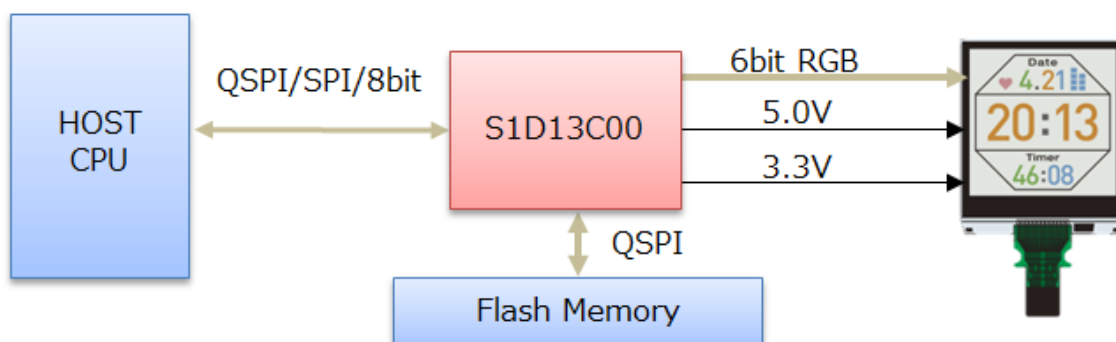 HOST
CPU
QSPI/SPI/8bit
S1D13C00
6bit RGB
5.0V
3.3V
QSPI
Flash Memory
Date
4.21
20:13
Timer
46:08